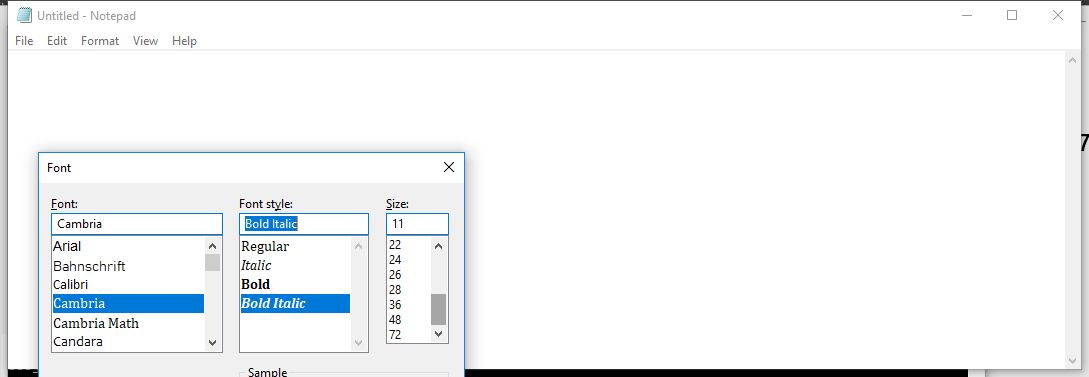 Untitled - Notepad
File Edit Format View Help
7
Font
Font: Font style: Size:
Cambria Bold Italic 11
Arial Regular 22
Bahnschrift Italic 24
Calibri Bold 26
Cambria Bold Italic 28
Cambria Math 36
Candara 48
72
Sample